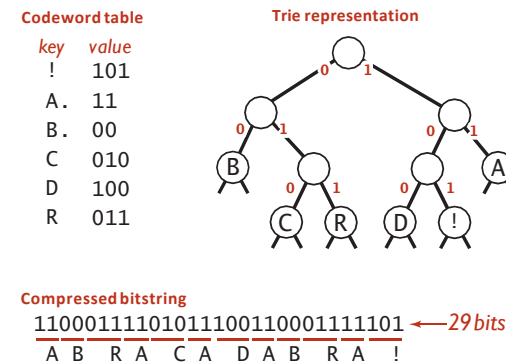 Codeword table
key value
! 101
A. 11
B. 00
C 010
D 100
R 011
Trie representation
0 1
0 1 0 1
B A
0 1 0 1
C R D !
Compressed bitstring
11000111101011100110001111101 29 bits
A B R A C A D A B R A !